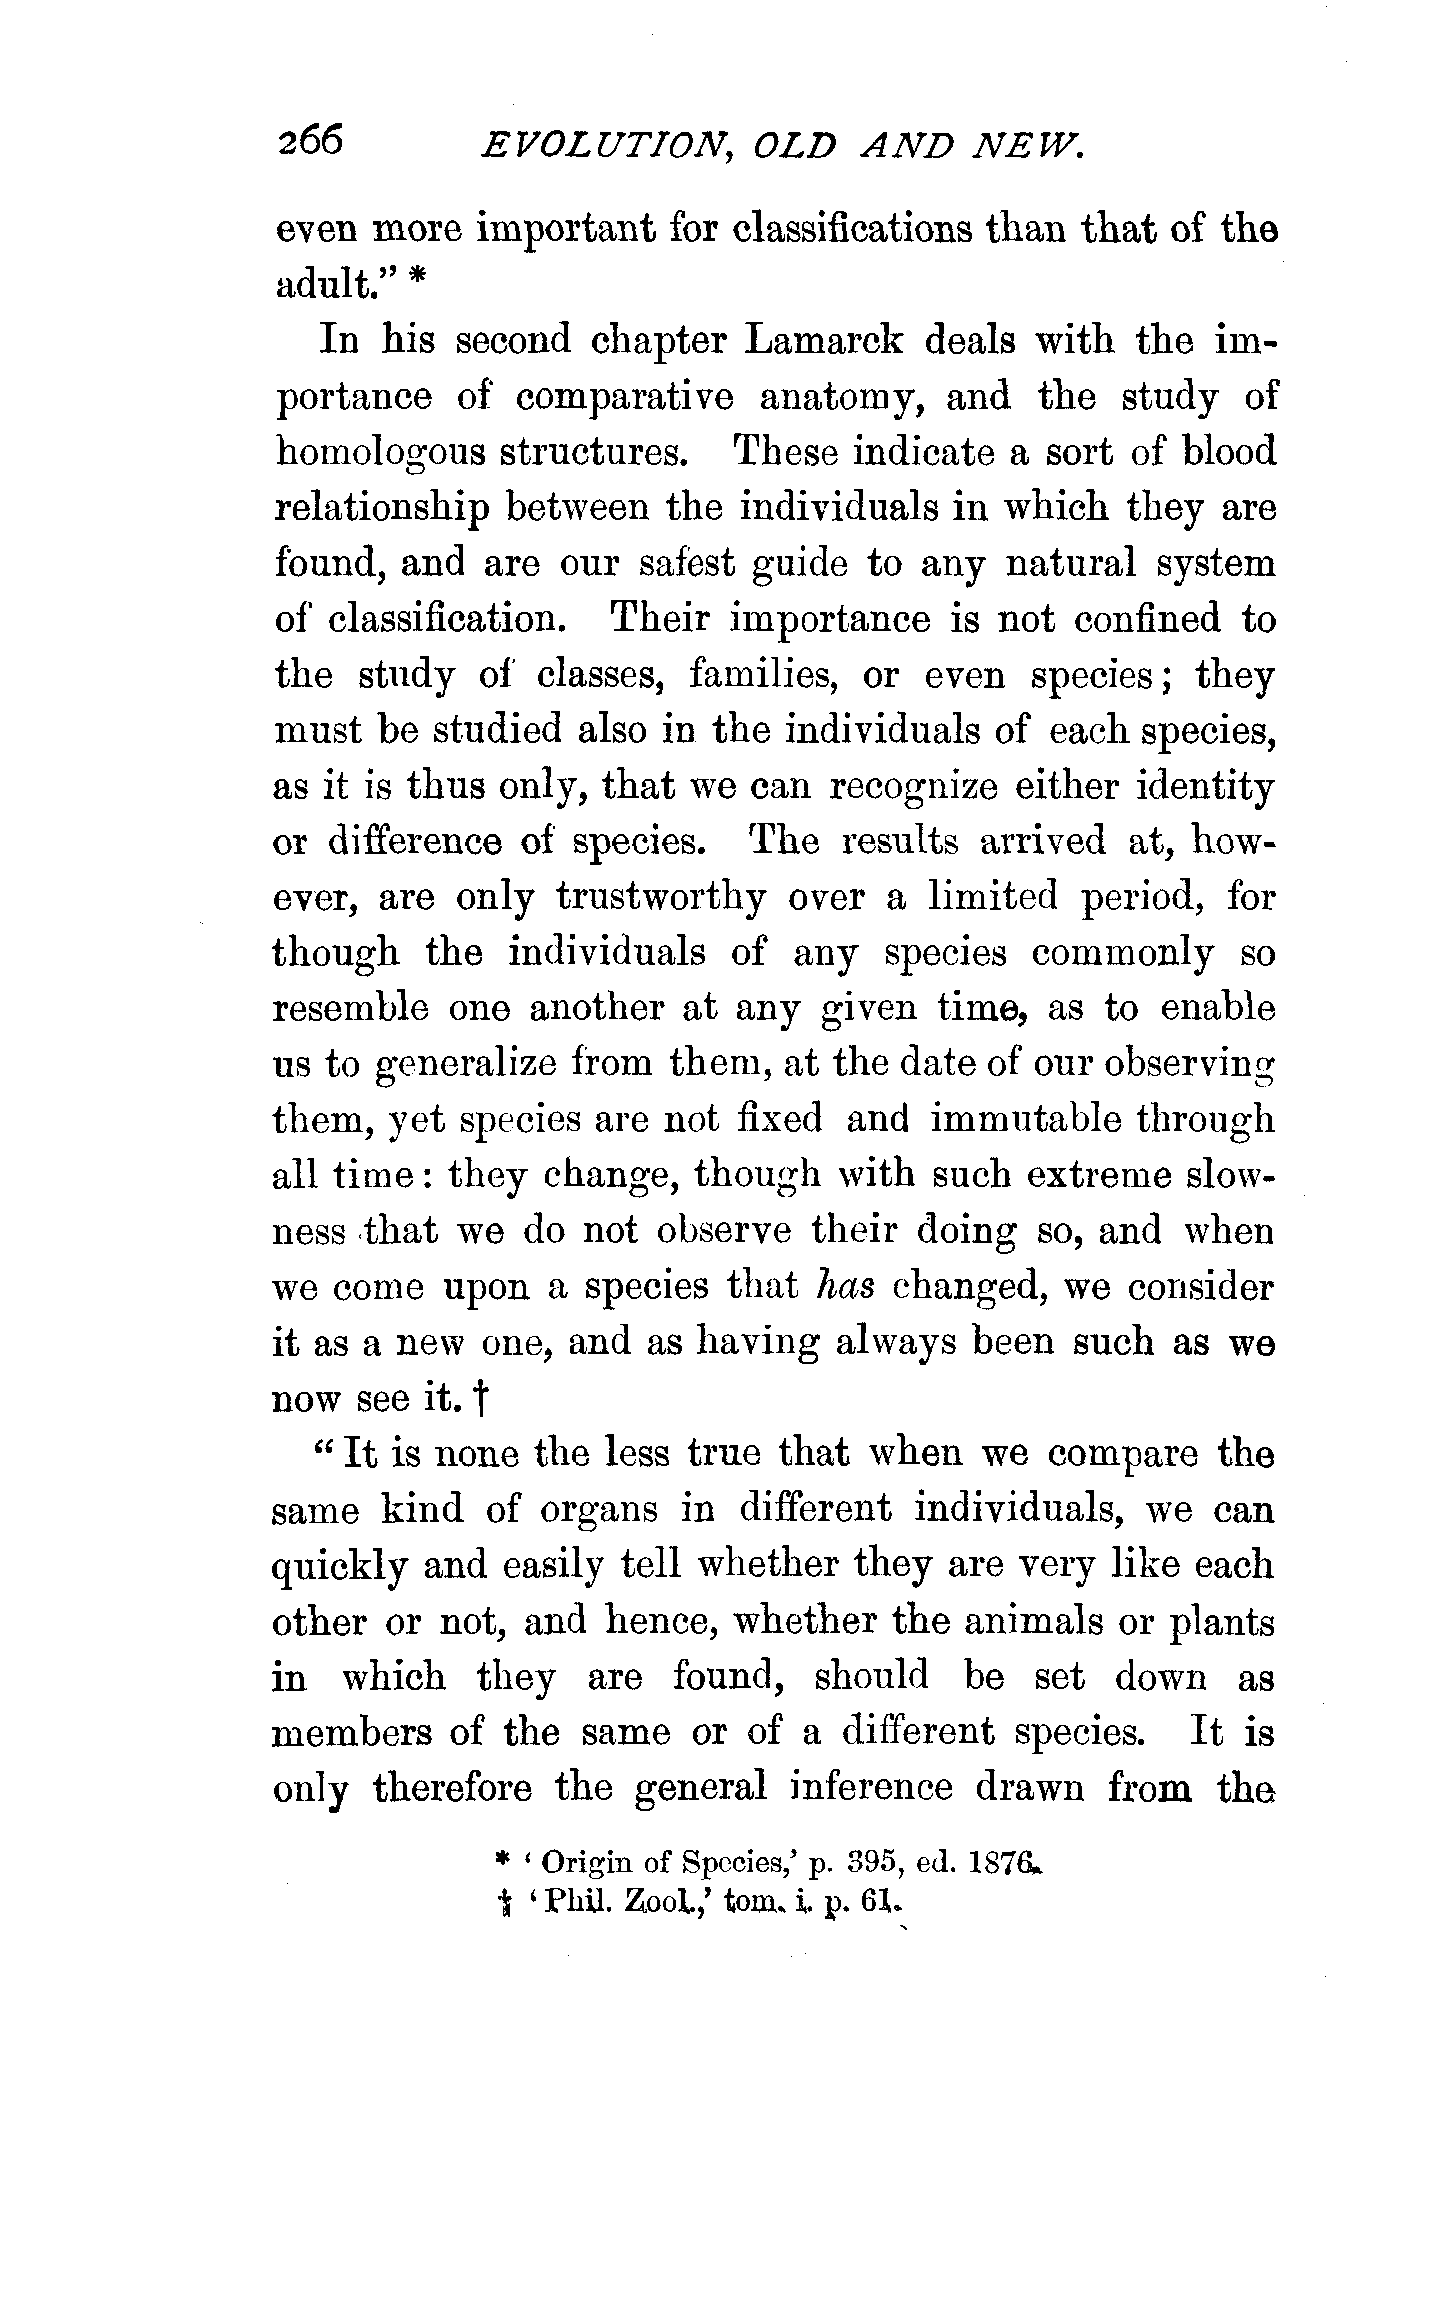 266 EVOLUTION, OLD AND NEW.
even more important for classifications than that of the
adult.” *
In his second chapter Lamarck deals with the im-
portance of comparative anatomy, and the study of
homologous structures. These indicate a sort of blood
relationship between the individuals in which they are
found, and are our safest guide to any natural system
of classification. Their importance is not confined to
the study of classes, families, or even species; they
must be studied also in the individuals of each species,
as it is thus only, that we can recognize either identity
or difference of species. The results arrived at, how-
ever, are only trustworthy over a limited period, for
though the individuals of any species commonly so
resemble one another at any given time, as to enable
us to generalize from them, at the date of our observing
them, yet species are not fixed and immutable through
all time: they change, though with such extreme slow-
ness that we do not observe their doing so, and when
we come upon a species that has changed, we consider
it as a new one, and as having always been such as we
now see it. †
“It is none the less true that when we compare the
same kind of organs in different individuals, we can
quickly and easily tell whether they are very like each
other or not, and hence, whether the animals or plants
in which they are found, should be set down as
members of the same or of a different species. It is
only therefore the general inference drawn from the
* ‘Origin of Species,’ p. 395, ed. 1876.
† ‘Phil. Zool.,’ tom. i. p. 61.